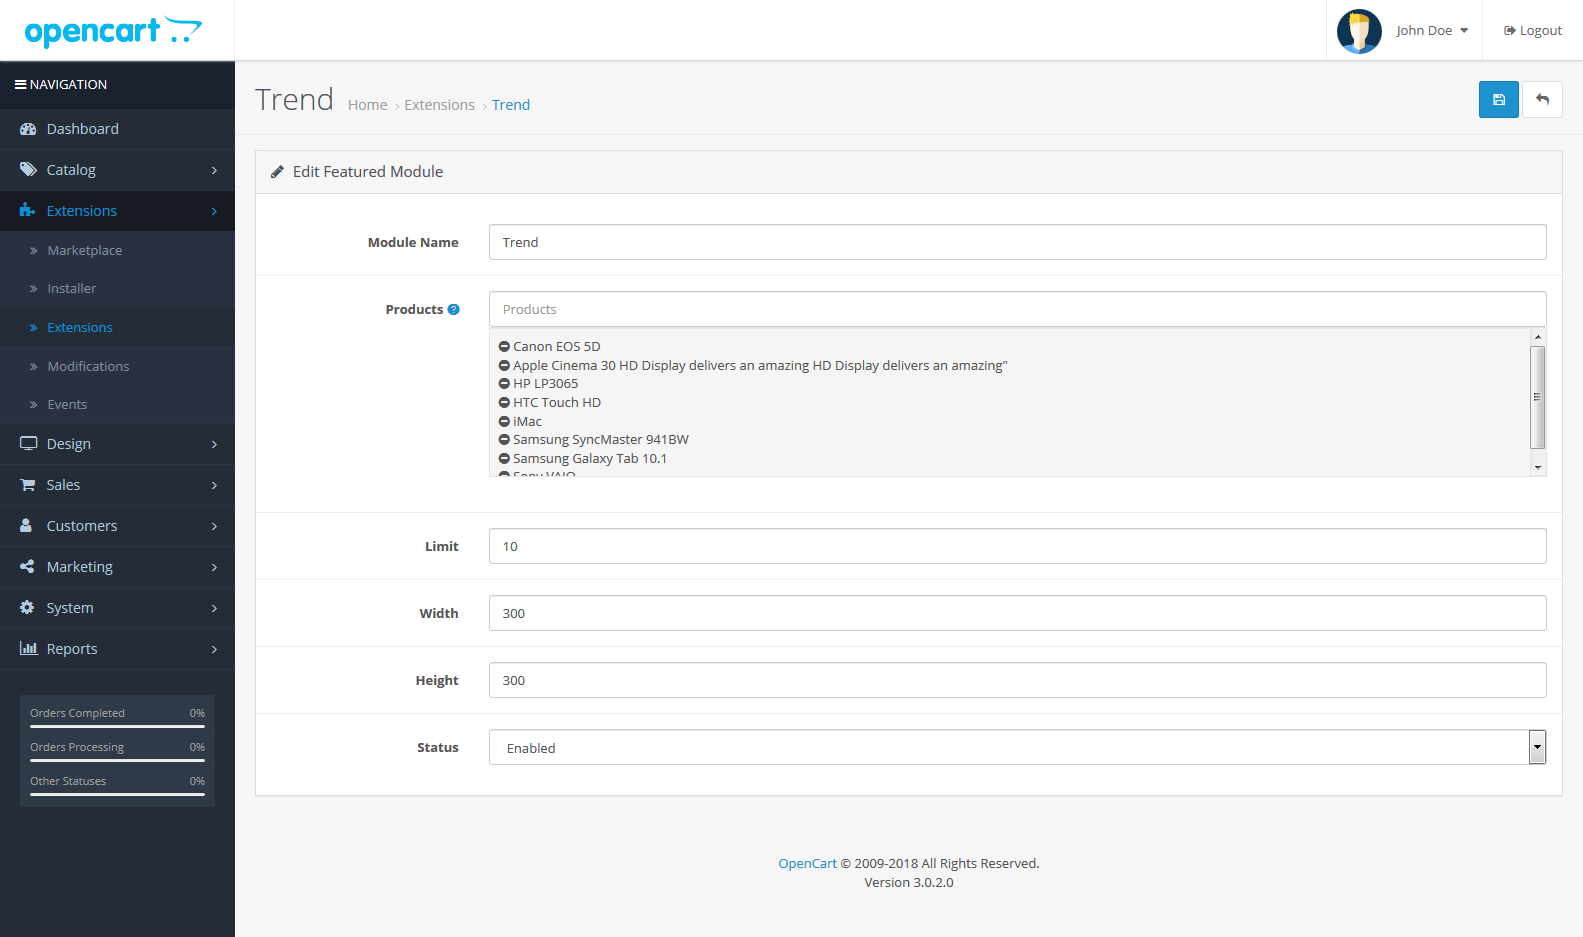 opencart
John Doe
Logout
NAVIGATION
Dashboard
Catalog
Extensions
Marketplace
Installer
Extensions
Modifications
Events
Design
Sales
Customers
Marketing
System
Reports
Orders Completed 0%
Orders Processing 0%
Other Statuses 0%
Trend Home › Extensions › Trend
Edit Featured Module
Module Name Trend
Products ? Products
Canon EOS 5D
Apple Cinema 30 HD Display delivers an amazing HD Display delivers an amazing"
HP LP3065
HTC Touch HD
iMac
Samsung SyncMaster 941BW
Samsung Galaxy Tab 10.1
Sony VAIO
Limit 10
Width 300
Height 300
Status Enabled
OpenCart © 2009-2018 All Rights Reserved.
Version 3.0.2.0